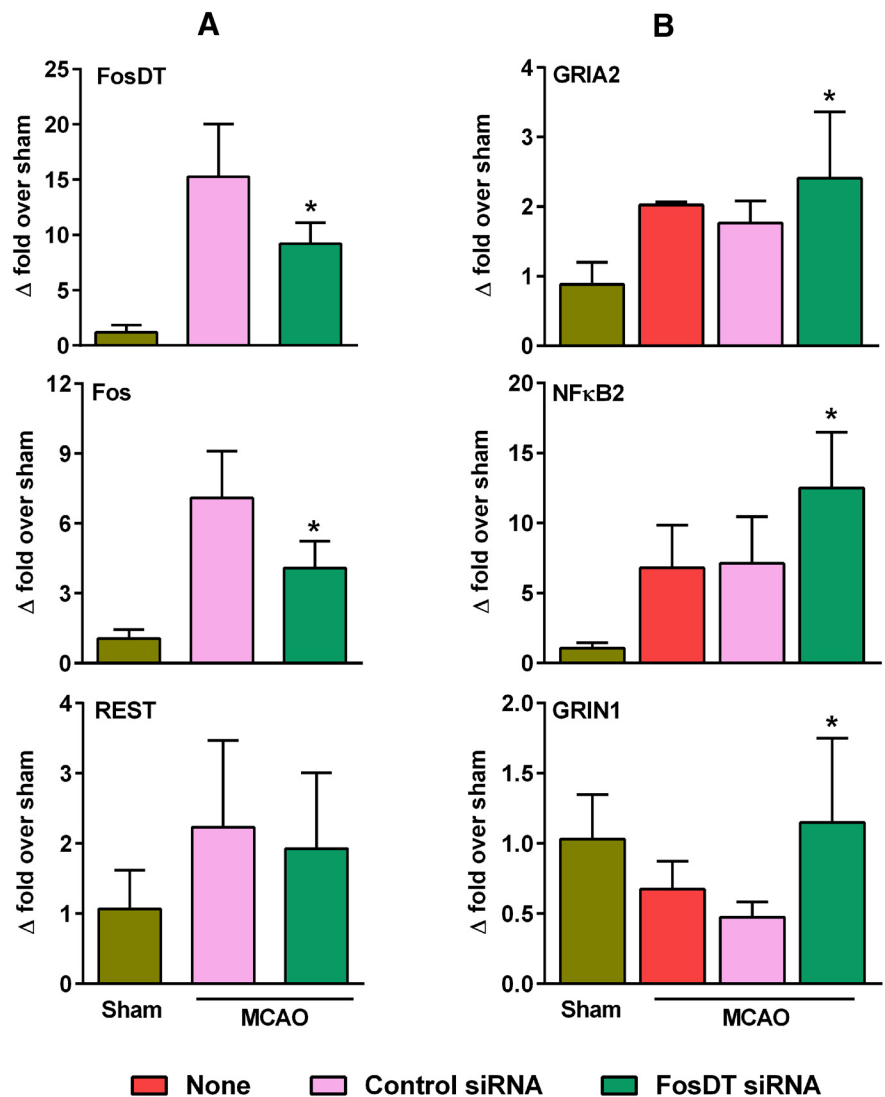 A
B
FosDT
Δ fold over sham
25
20
15
10
5
0
*
GRIA2
Δ fold over sham
4
3
2
1
0
*
Fos
Δ fold over sham
12
9
6
3
0
*
NFκB2
Δ fold over sham
20
15
10
5
0
*
REST
Δ fold over sham
4
3
2
1
0
Sham
MCAO
GRIN1
Δ fold over sham
2.0
1.5
1.0
0.5
0.0
*
Sham
MCAO
None Control siRNA FosDT siRNA